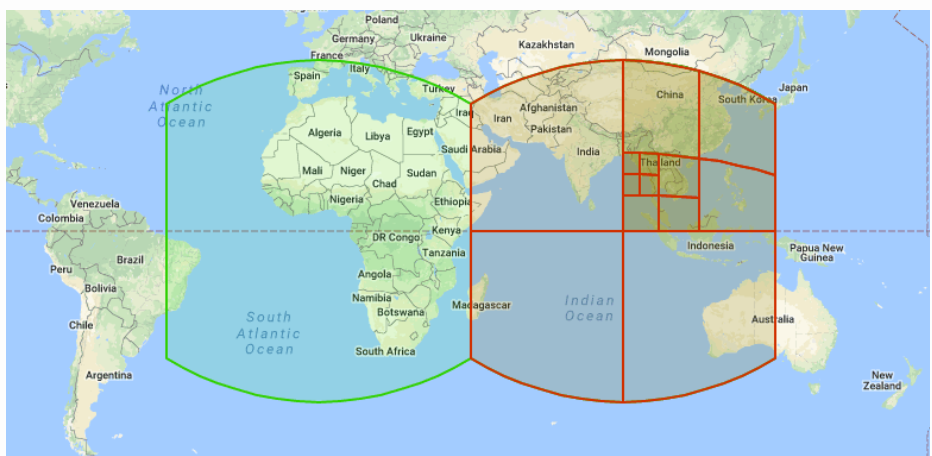 Poland
Germany
Ukraine
Kazakhstan
Mongolia
France
Spain
Italy
Turkey
North
Atlantic
Ocean
Afghanistan
Iraq
Iran
Pakistan
China
South Korea
Japan
Algeria
Libya
Egypt
Saudi Arabia
India
Thailand
Mali
Niger
Chad
Sudan
Nigeria
Ethiopia
Venezuela
Colombia
DR Congo
Kenya
Tanzania
Indonesia
Papua New
Guinea
Peru
Brazil
Bolivia
Angola
Namibia
Botswana
Madagascar
Indian
Ocean
Chile
South
Atlantic
Ocean
Australia
South Africa
Argentina
New
Zealand